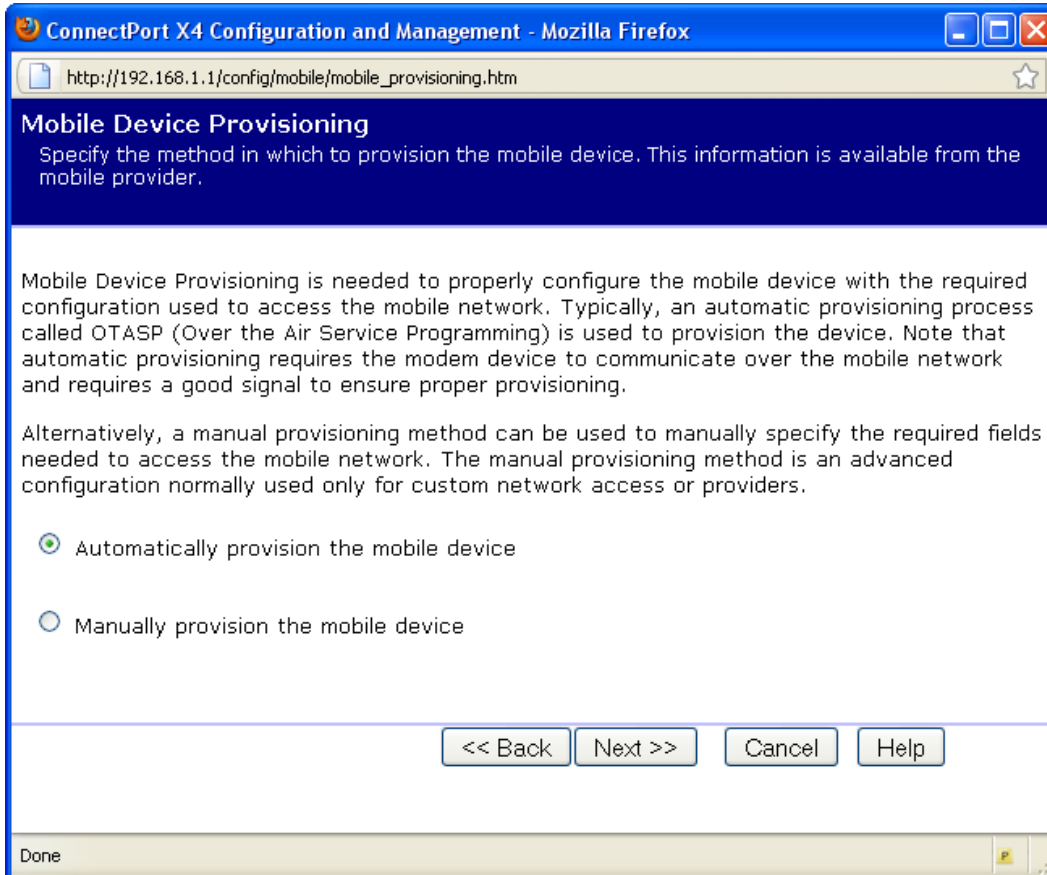 ConnectPort X4 Configuration and Management - Mozilla Firefox
http://192.168.1.1/config/mobile/mobile_provisioning.htm
Mobile Device Provisioning
Specify the method in which to provision the mobile device. This information is available from the
mobile provider.
Mobile Device Provisioning is needed to properly configure the mobile device with the required
configuration used to access the mobile network. Typically, an automatic provisioning process
called OTASP (Over the Air Service Programming) is used to provision the device. Note that
automatic provisioning requires the modem device to communicate over the mobile network
and requires a good signal to ensure proper provisioning.
Alternatively, a manual provisioning method can be used to manually specify the required fields
needed to access the mobile network. The manual provisioning method is an advanced
configuration normally used only for custom network access or providers.
Automatically provision the mobile device
Manually provision the mobile device
<< Back Next >> Cancel Help
Done P